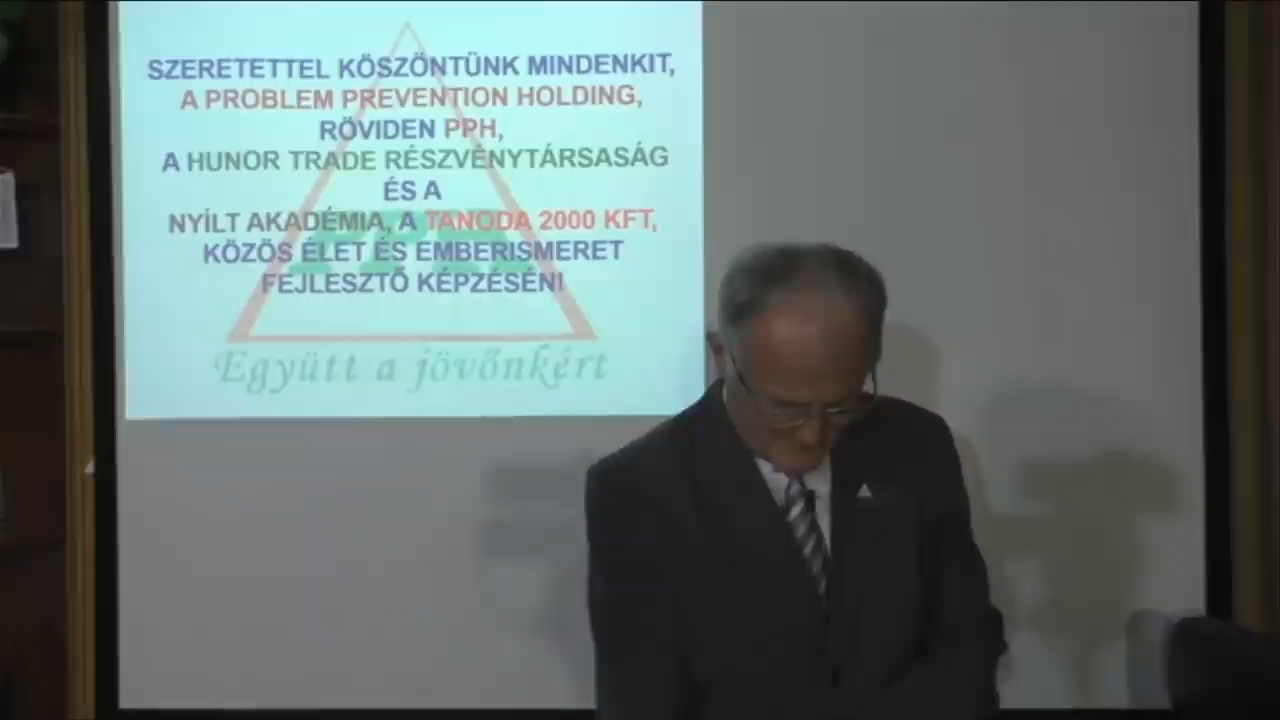 SZERETETTEL KÖSZÖNTÜNK MINDENKIT,
A PROBLEM PREVENTION HOLDING,
RÖVIDEN PPH,
A HUNOR TRADE RÉSZVÉNYTÁRSASÁG
ÉS A
NYÍLT AKADÉMIA, A TANODA 2000 KFT,
KÖZÖS ÉLET ÉS EMBERISMERET
FEJLESZTŐ KÉPZÉSÉN!
Együtt a jövőnkért